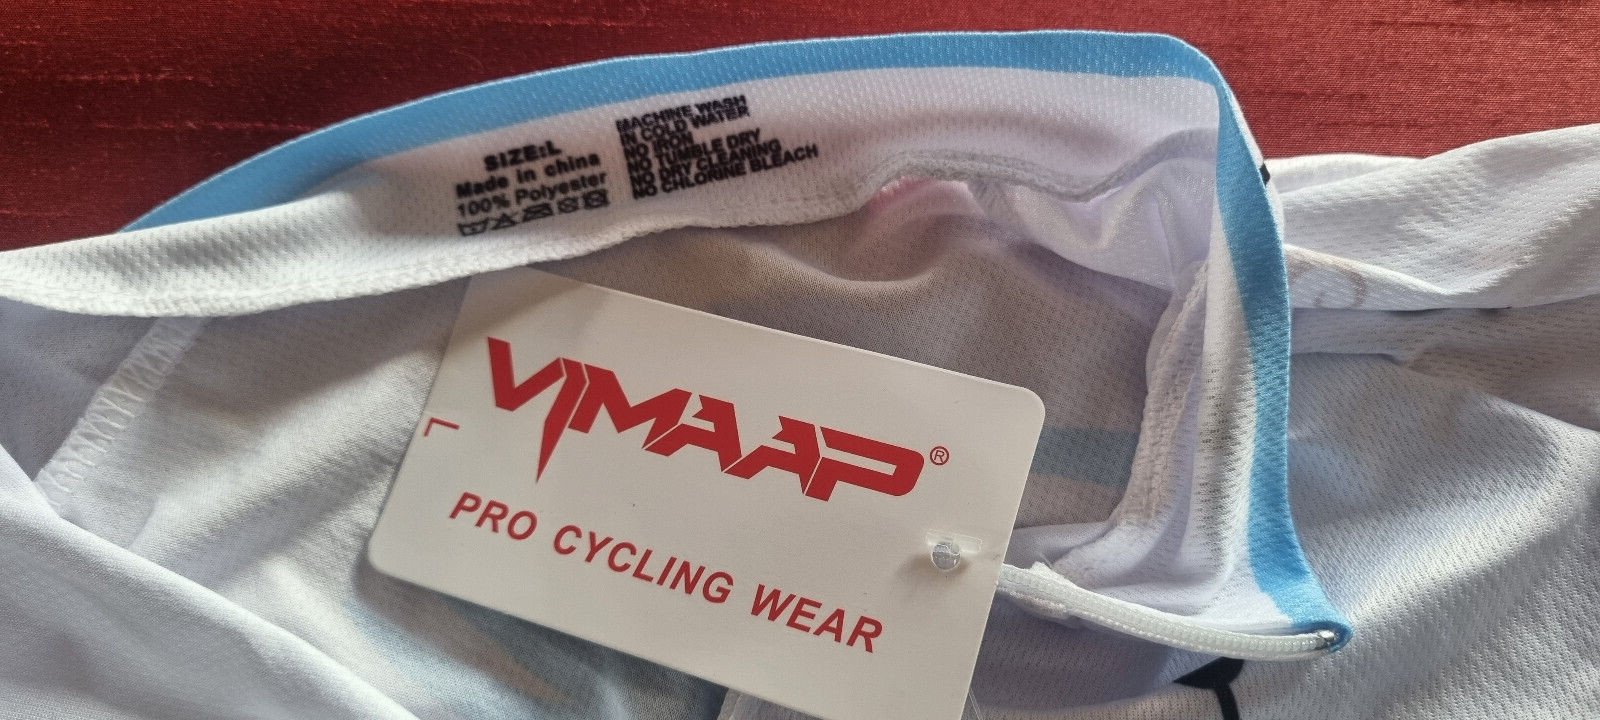 SIZE:L
Made in china
100% Polyester
MACHINE WASH
IN COLD WATER
NO IRON
NO TUMBLE DRY
NO DRY CLEANING
NO CHLORINE BLEACH
VIMAAP®
PRO CYCLING WEAR